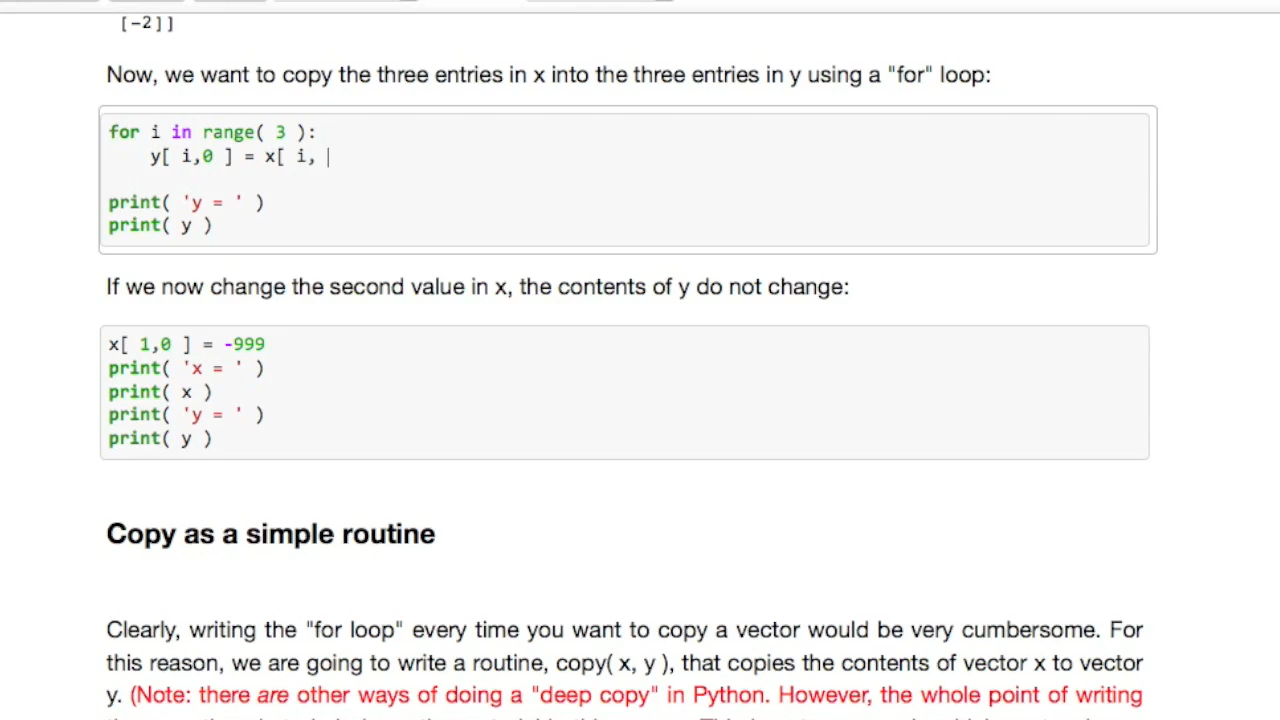 [-2]]
Now, we want to copy the three entries in x into the three entries in y using a "for" loop:
for i in range( 3 ):
    y[ i,0 ] = x[ i,
print( 'y = ' )
print( y )
If we now change the second value in x, the contents of y do not change:
x[ 1,0 ] = -999
print( 'x = ' )
print( x )
print( 'y = ' )
print( y )
Copy as a simple routine
Clearly, writing the "for loop" every time you want to copy a vector would be very cumbersome. For
this reason, we are going to write a routine, copy( x, y ), that copies the contents of vector x to vector
y. (Note: there are other ways of doing a "deep copy" in Python. However, the whole point of writing